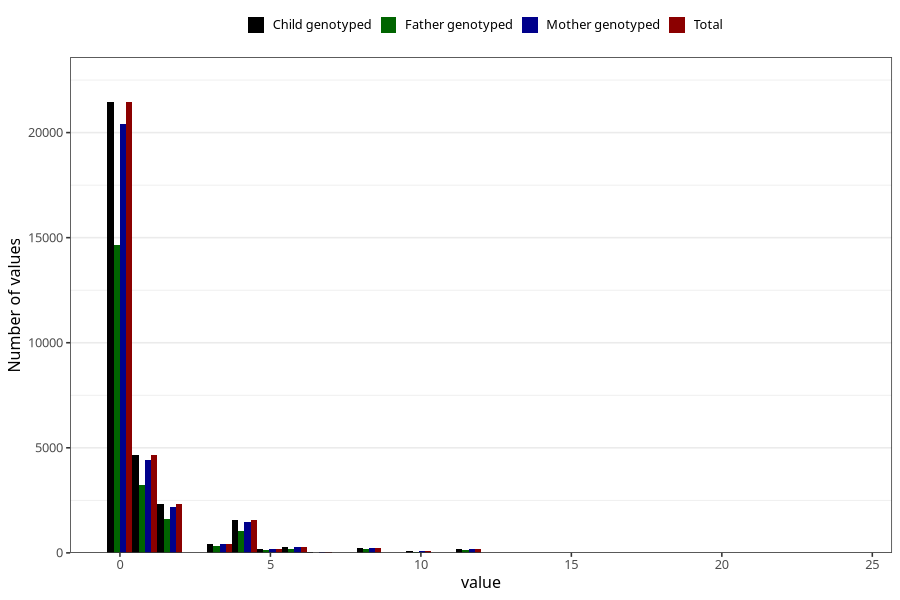 Child genotyped Father genotyped Mother genotyped Total
Number of values
20000
15000
10000
5000
0
0 5 10 15 20 25
value